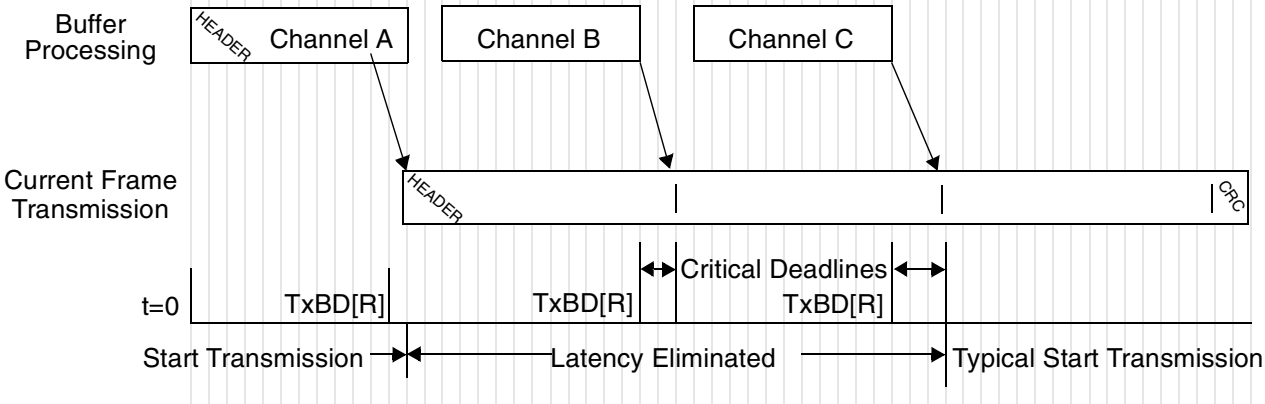 Buffer
Processing
HEADER
Channel A
Channel B
Channel C
Current Frame
Transmission
HEADER
CRC
Critical Deadlines
t=0
TxBD[R]
TxBD[R]
TxBD[R]
Start Transmission
Latency Eliminated
Typical Start Transmission